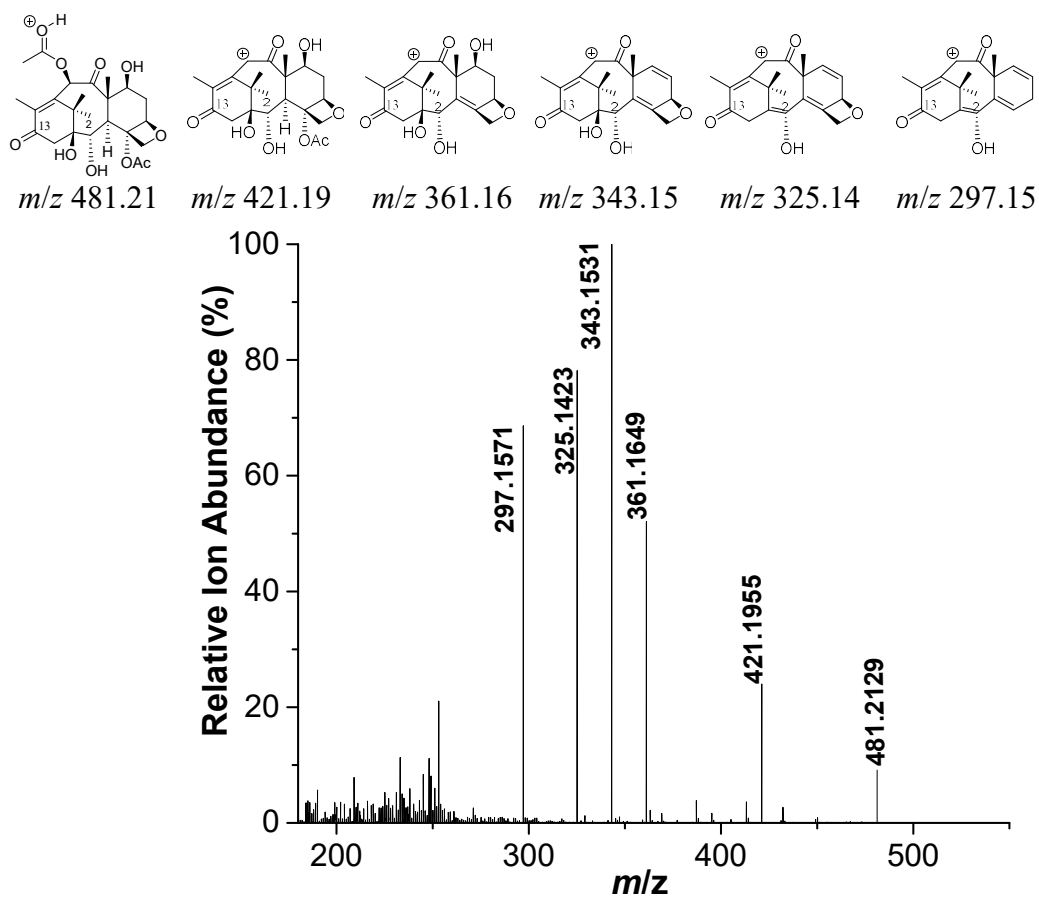 ⊕ O H O O OH 13 2 O HO OH H OAc O
⊕ O OH 13 2 O HO OH H OAc O
⊕ O OH 13 2 O HO OH O
⊕ O 13 2 O HO OH O
⊕ O 13 2 O OH O
⊕ O 13 2 O OH
m/z 481.21 m/z 421.19 m/z 361.16 m/z 343.15 m/z 325.14 m/z 297.15
Relative Ion Abundance (%)
100
80
60
40
20
0
297.1571
325.1423
343.1531
361.1649
421.1955
481.2129
200 300 400 500
m/z